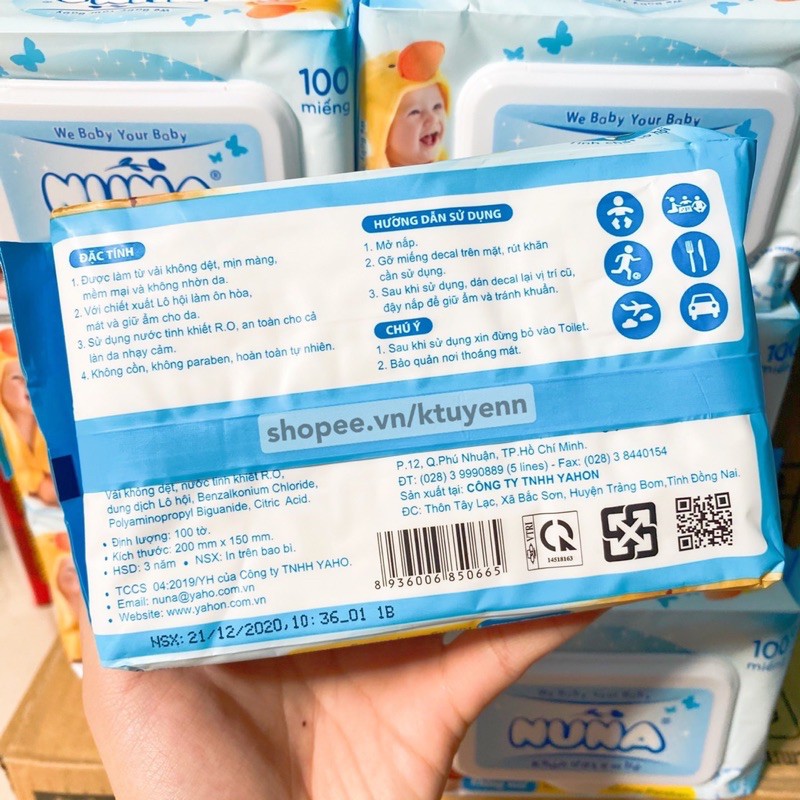 100
miếng
We Baby Your Baby
NUNA®
We Baby Your Baby
ĐẶC TÍNH
1. Được làm từ vải không dệt, mịn màng,
mềm mại và không nhờn da.
2. Với chiết xuất Lô hội làm ôn hòa,
mát và giữ ẩm cho da.
3. Sử dụng nước tinh khiết R.O, an toàn cho cả
làn da nhạy cảm.
4. Không cồn, không paraben, hoàn toàn tự nhiên.
HƯỚNG DẪN SỬ DỤNG
1. Mở nắp.
2. Gỡ miếng decal trên mặt, rút khăn
cần sử dụng.
3. Sau khi sử dụng, dán decal lại vị trí cũ,
đậy nắp để giữ ẩm và tránh khuẩn.
CHÚ Ý
1. Sau khi sử dụng xin đừng bỏ vào Toilet.
2. Bảo quản nơi thoáng mát.
shopee.vn/ktuyenn
Vải không dệt, nước tinh khiết R.O,
dung dịch Lô hội, Benzalkonium Chloride,
Polyaminopropyl Biguanide, Citric Acid.
• Định lượng: 100 tờ.
• Kích thước: 200 mm x 150 mm.
• HSD: 3 năm • NSX: In trên bao bì.
TCCS 04:2019/YH của Công ty TNHH YAHO.
• Email: nuna@yaho.com.vn
• Website: www.yahon.com.vn
NSX: 21/12/2020,10:36_01 1B
P.12, Q.Phú Nhuận, TP.Hồ Chí Minh.
ĐT: (028) 3 9990889 (5 lines) - Fax: (028) 3 8440154
Sản xuất tại: CÔNG TY TNHH YAHON
ĐC: Thôn Tây Lạc, Xã Bắc Sơn, Huyện Trảng Bom,Tỉnh Đồng Nai.
8 936006 850665
VTRI
14518163
100
miếng
100
miếng
We Baby Your Baby
NUNA®